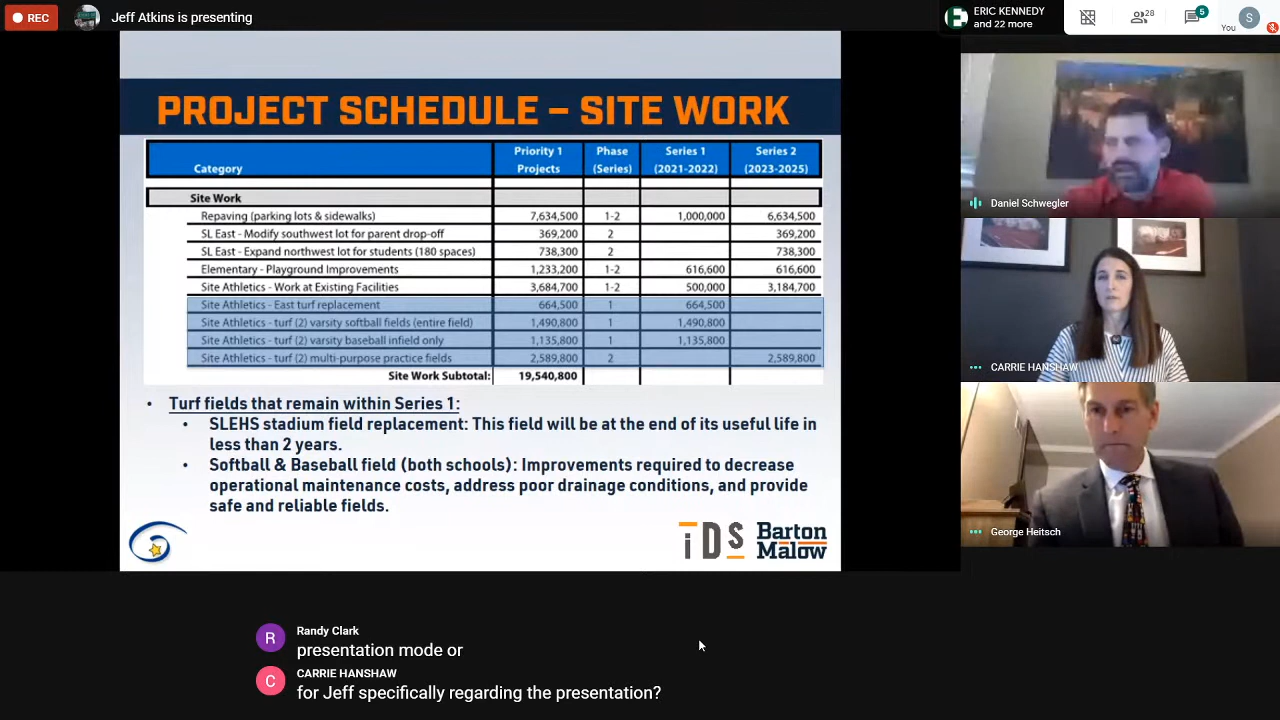 REC
Jeff Atkins is presenting
ERIC KENNEDY
and 22 more
28
5
You
S
PROJECT SCHEDULE – SITE WORK
Category Priority 1 Projects Phase (Series) Series 1 (2021-2022) Series 2 (2023-2025)
Site Work
Repaving (parking lots & sidewalks) 7,634,500 1-2 1,000,000 6,634,500
SL East - Modify southwest lot for parent drop-off 369,200 2 369,200
SL East - Expand northwest lot for students (180 spaces) 738,300 2 738,300
Elementary - Playground Improvements 1,233,200 1-2 616,600 616,600
Site Athletics - Work at Existing Facilities 3,684,700 1-2 500,000 3,184,700
Site Athletics - East turf replacement 664,500 1 664,500
Site Athletics - turf (2) varsity softball fields (entire field) 1,490,800 1 1,490,800
Site Athletics - turf (2) varsity baseball infield only 1,135,800 1 1,135,800
Site Athletics - turf (2) multi-purpose practice fields 2,589,800 2 2,589,800
Site Work Subtotal: 19,540,800
• Turf fields that remain within Series 1:
• SLEHS stadium field replacement: This field will be at the end of its useful life in
less than 2 years.
• Softball & Baseball field (both schools): Improvements required to decrease
operational maintenance costs, address poor drainage conditions, and provide
safe and reliable fields.
iDS
Barton
Malow
Daniel Schwegler
CARRIE HANSHAW
George Heitsch
R
Randy Clark
presentation mode or
C
CARRIE HANSHAW
for Jeff specifically regarding the presentation?